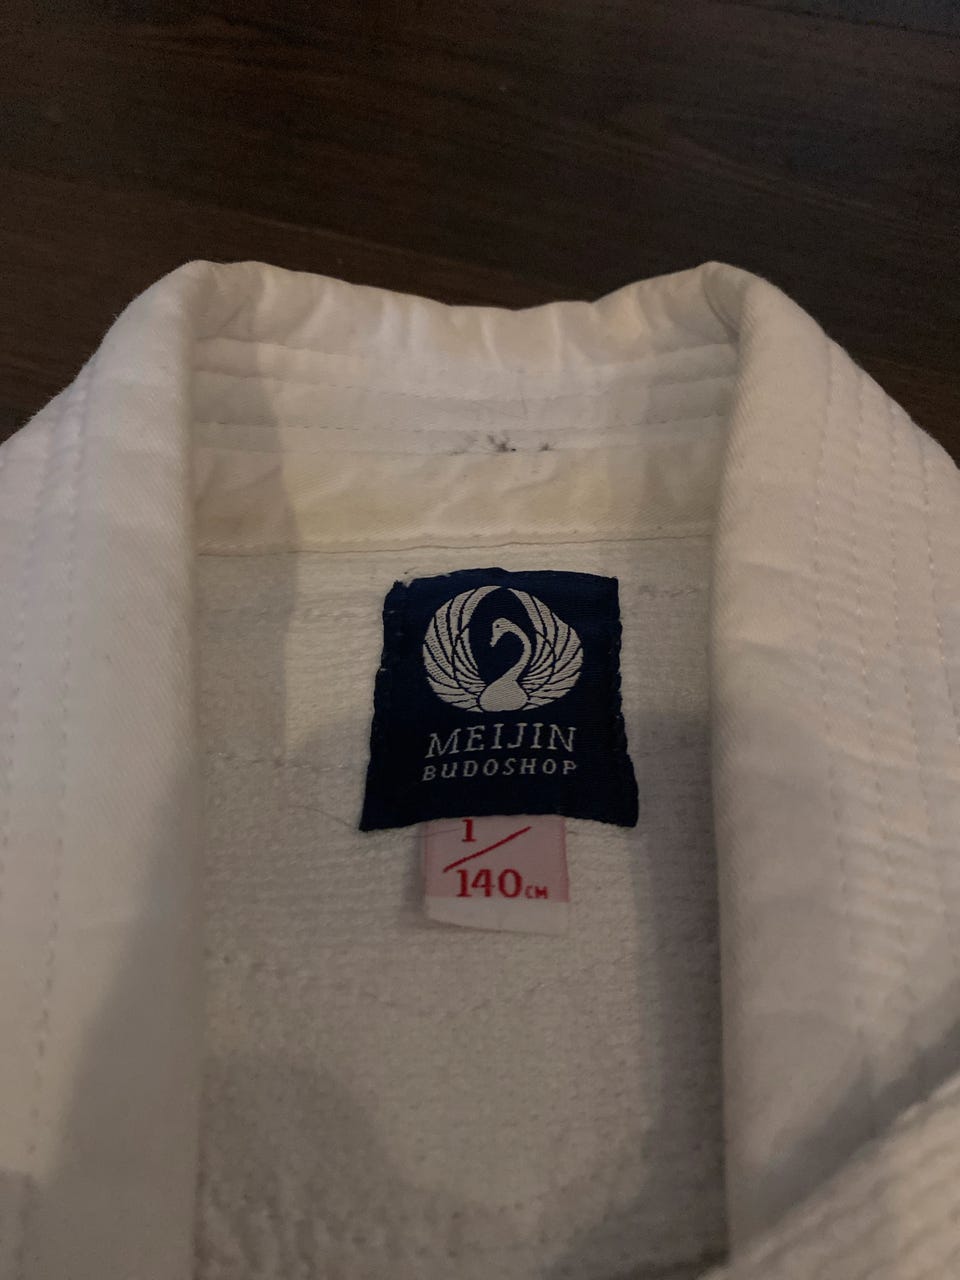 MEIJIN
BUDOSHOP
1/
140CM